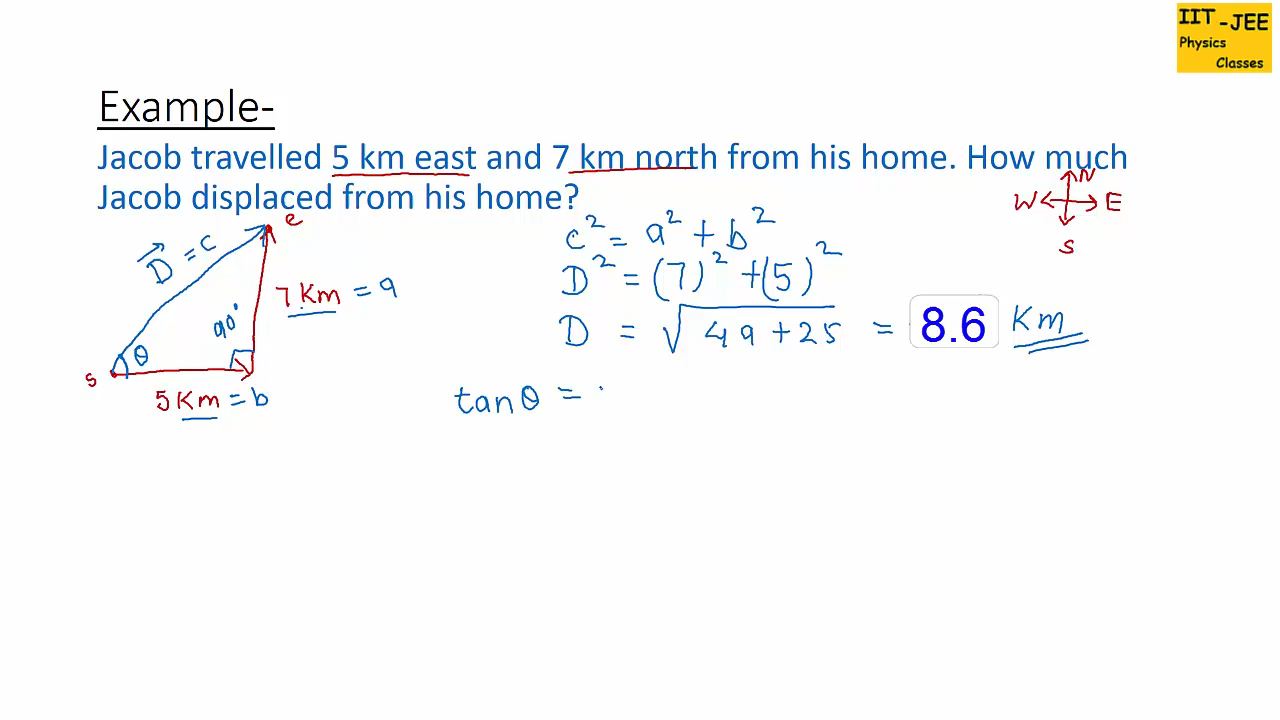 IIT-JEE
Physics
Classes
Example-
Jacob travelled 5 km east and 7 km north from his home. How much
Jacob displaced from his home?
N
W E
S
e
D = c
7 Km = a
90°
θ
s
5 Km = b
c² = a² + b²
D² = (7)² + (5)²
D = √49+25 = 8.6 Km
tanθ =